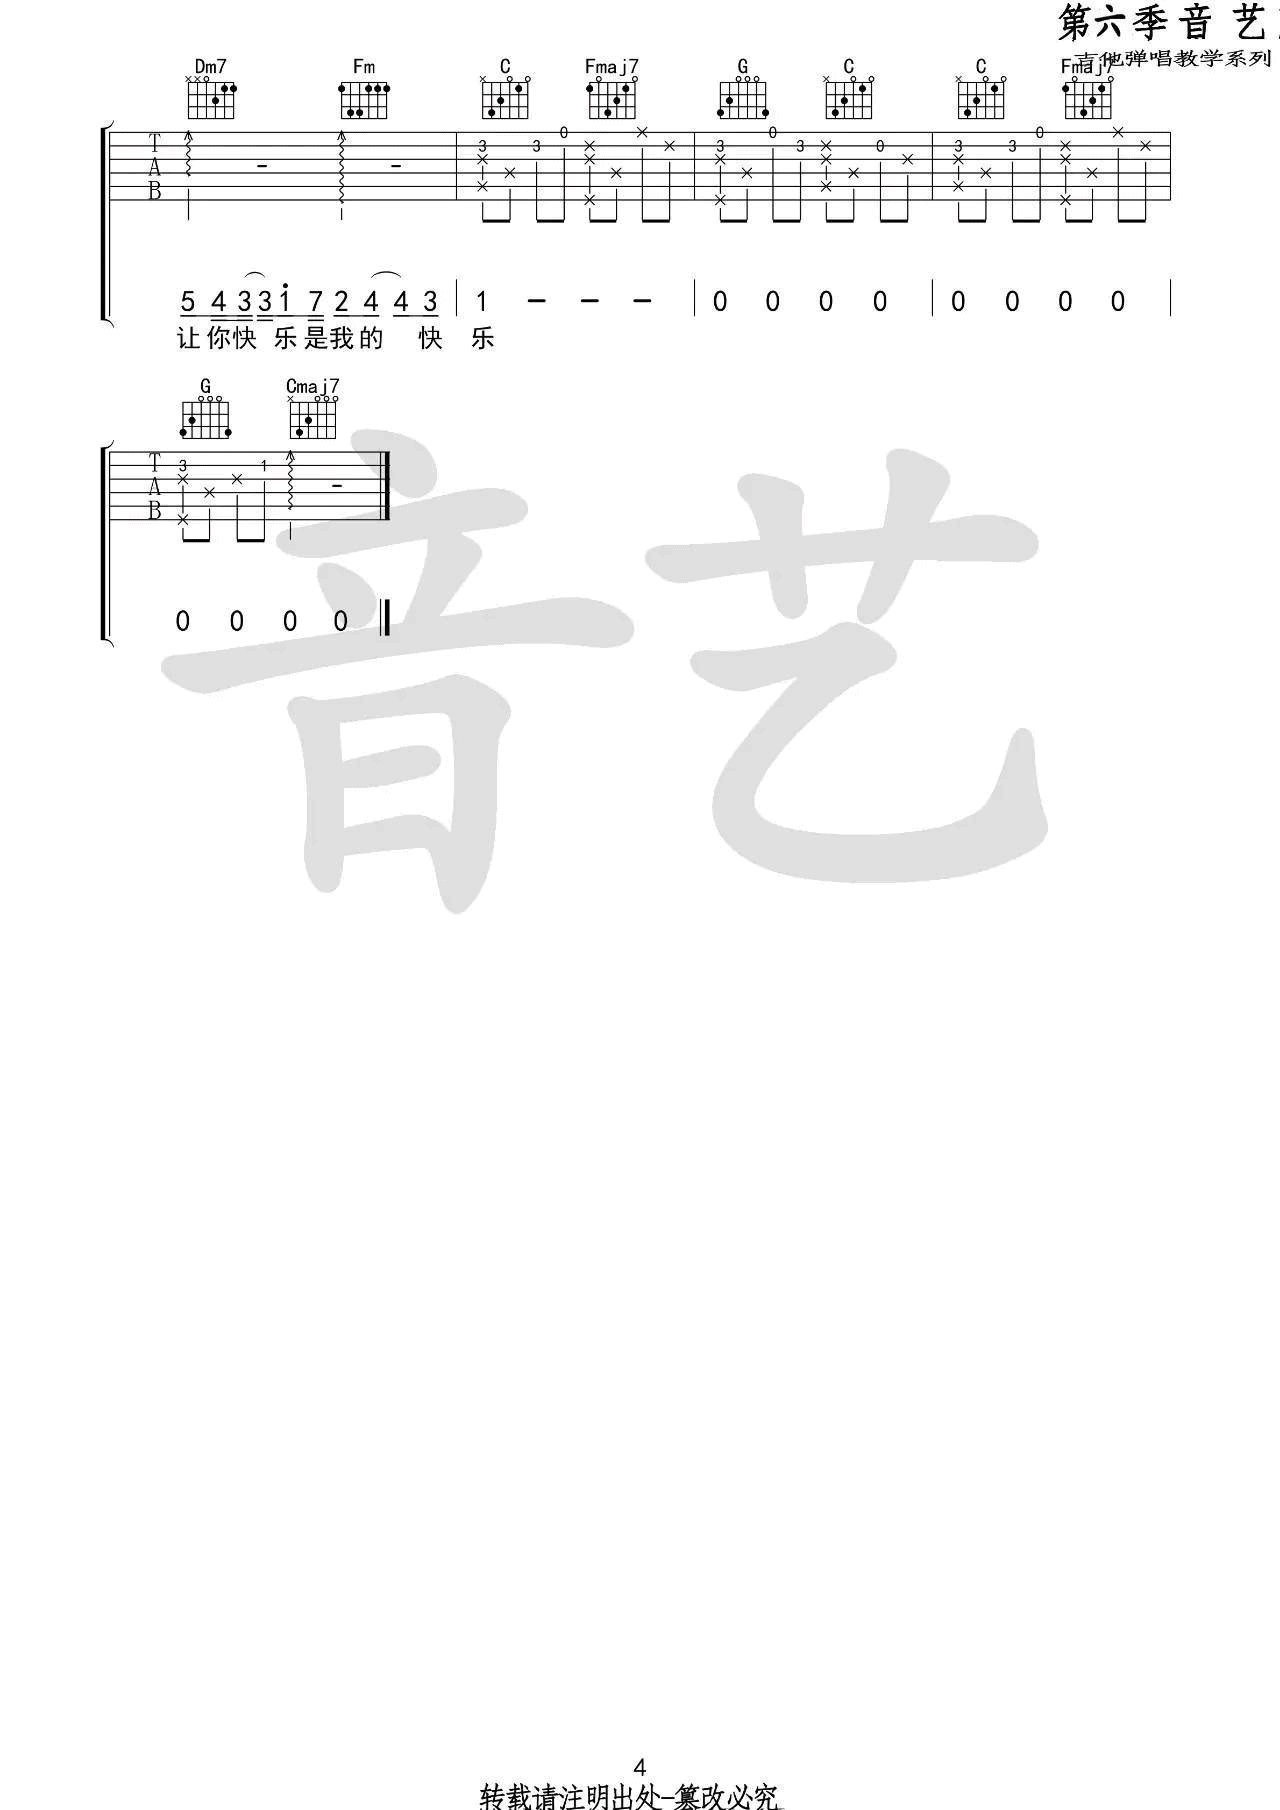 第六季音 艺
吉他弹唱教学系列
Dm7 Fm C Fmaj7 G C C Fmaj7
T
A
B
3 3 0 3 0 3 0 3 3 0
5 4 3 3 1 7 2 4 4 3 1 - - - 0 0 0 0 0 0 0 0
让你快 乐是我的 快 乐
G Cmaj7
T
A
B
3 1
0 0 0 0
音艺
4
转载请注明出处-篡改必究